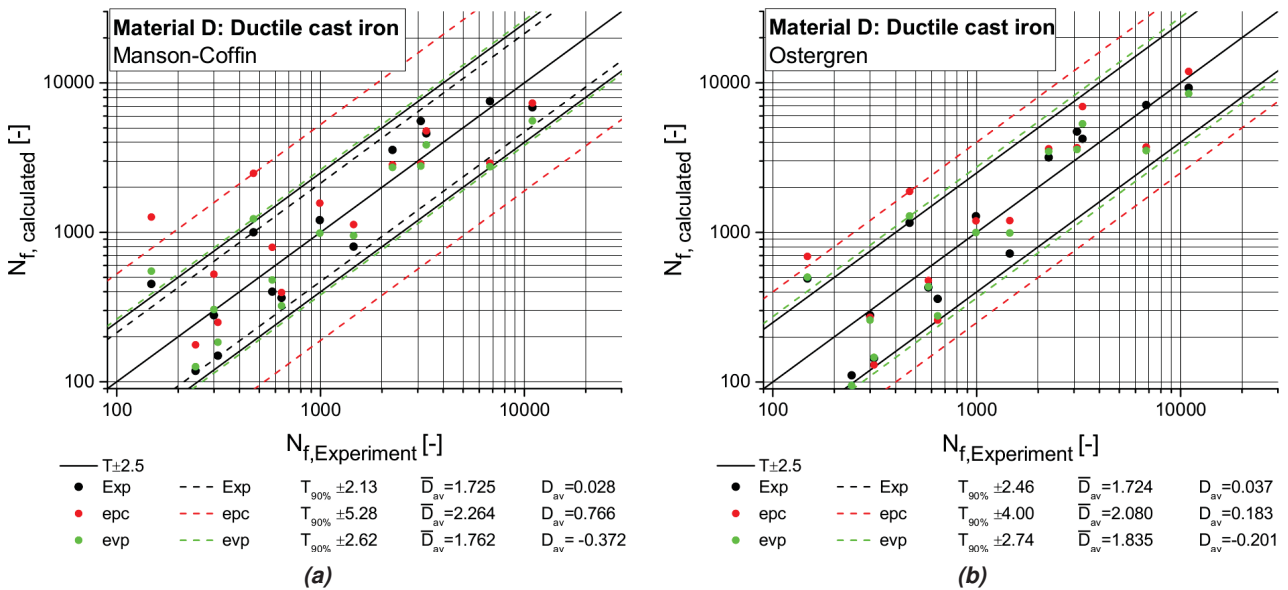 Material D: Ductile cast iron
Manson-Coffin
10000
1000
100
N_f, calculated [-]
100
1000
10000
N_f,Experiment [-]
T±2.5
Exp Exp T_90% ±2.13 D̅_av=1.725 D_av=0.028
epc epc T_90% ±5.28 D̅_av=2.264 D_av=0.766
evp evp T_90% ±2.62 D̅_av=1.762 D_av= -0.372
(a)
Material D: Ductile cast iron
Ostergren
10000
1000
100
N_f, calculated [-]
100
1000
10000
N_f,Experiment [-]
T±2.5
Exp Exp T_90% ±2.46 D̅_av=1.724 D_av=0.037
epc epc T_90% ±4.00 D̅_av=2.080 D_av=0.183
evp evp T_90% ±2.74 D̅_av=1.835 D_av=-0.201
(b)